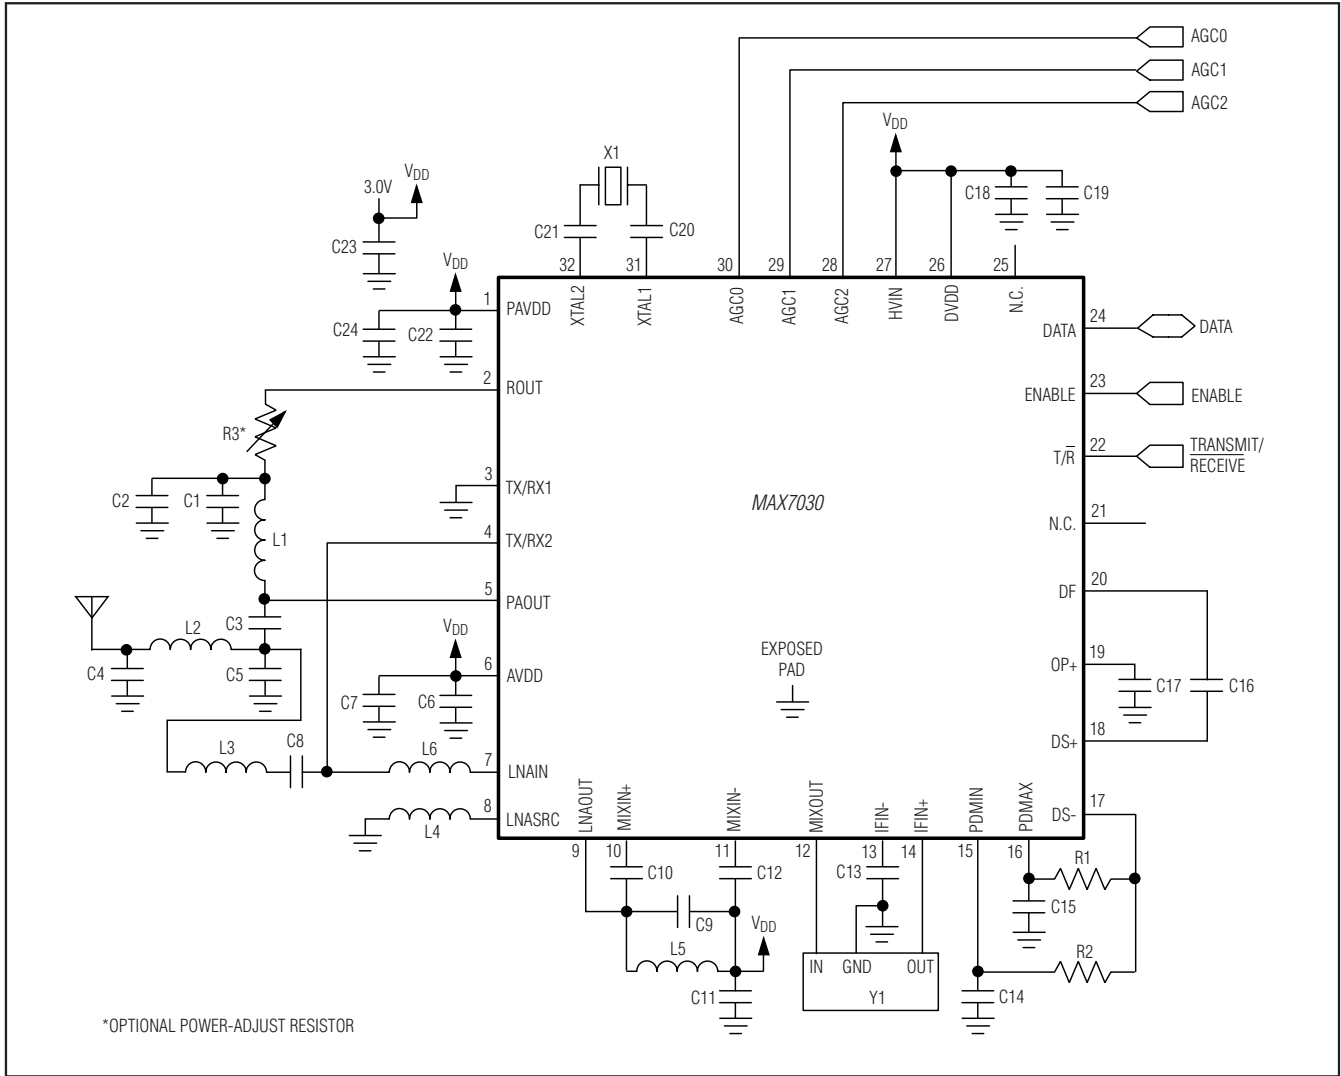 AGC0
AGC1
AGC2
VDD
X1
3.0V
VDD
C18
C19
C21
C20
C23
32
31
30
29
28
27
26
25
VDD
1
PAVDD
XTAL2
XTAL1
AGC0
AGC1
AGC2
HVIN
DVDD
N.C.
C24
C22
DATA
24
DATA
2
ROUT
ENABLE
23
ENABLE
R3*
T/R̅
22
TRANSMIT/
R̅E̅C̅E̅I̅V̅E̅
3
TX/RX1
C2
C1
MAX7030
N.C.
21
L1
4
TX/RX2
5
PAOUT
DF
20
C3
L2
VDD
EXPOSED
PAD
OP+
19
C4
C5
6
AVDD
C17
C16
C7
C6
DS+
18
L3
C8
L6
7
LNAIN
8
LNASRC
L4
LNAOUT
MIXIN+
MIXIN-
MIXOUT
IFIN-
IFIN+
PDMIN
PDMAX
DS-
17
9
10
11
12
13
14
15
16
C10
C12
C13
R1
C15
C9
VDD
L5
R2
IN
GND
OUT
C11
Y1
C14
*OPTIONAL POWER-ADJUST RESISTOR